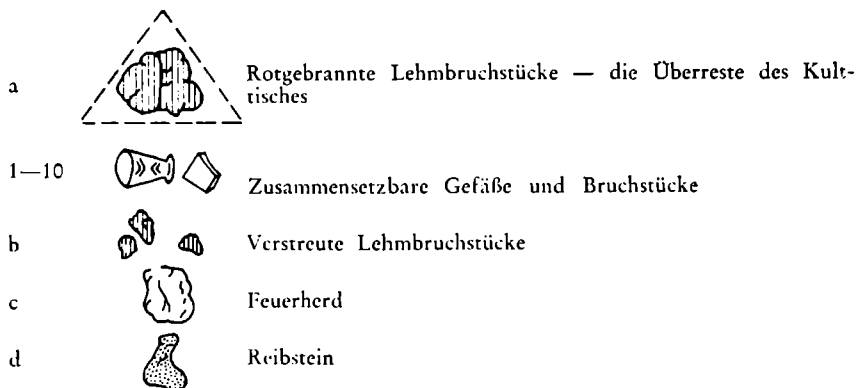 a Rotgebrannte Lehmbruchstücke — die Überreste des Kult-
tisches
1—10 Zusammensetzbare Gefäße und Bruchstücke
b Verstreute Lehmbruchstücke
c Feuerherd
d Reibstein